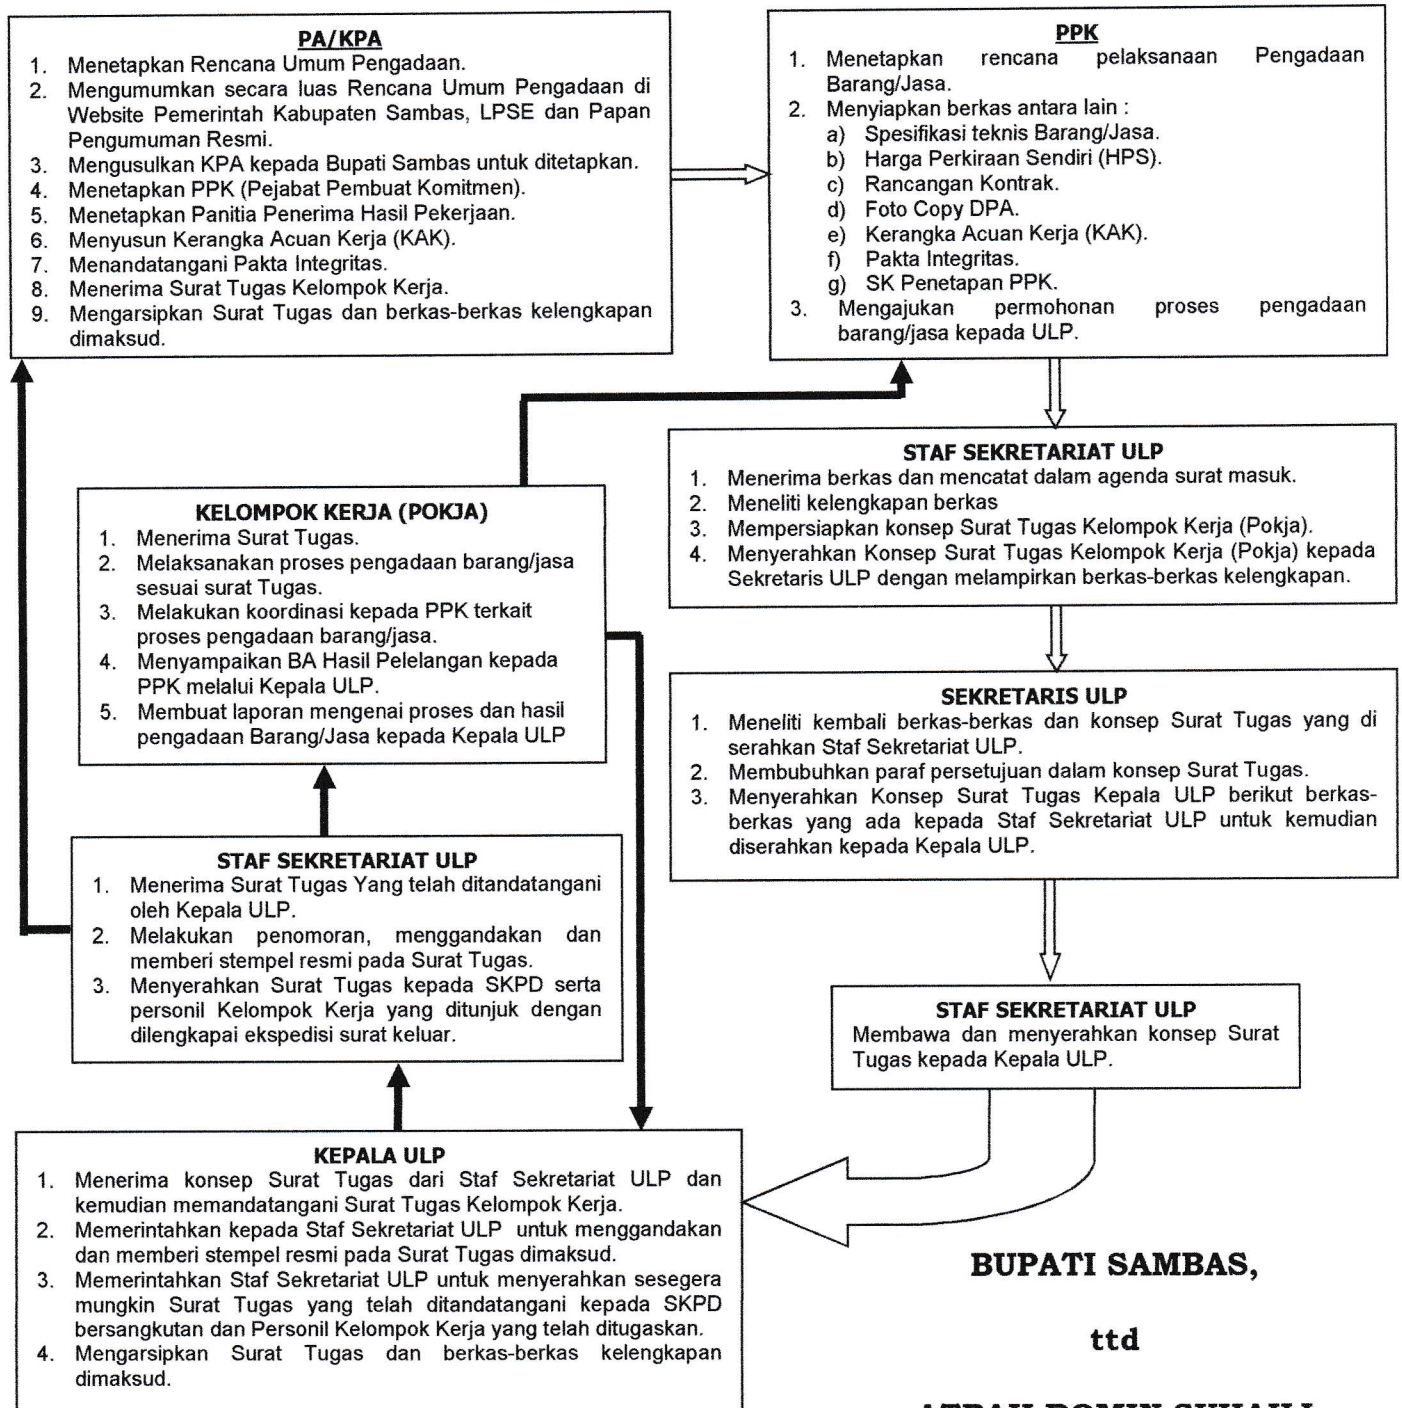 PA/KPA
1. Menetapkan Rencana Umum Pengadaan.
2. Mengumumkan secara luas Rencana Umum Pengadaan di
Website Pemerintah Kabupaten Sambas, LPSE dan Papan
Pengumuman Resmi.
3. Mengusulkan KPA kepada Bupati Sambas untuk ditetapkan.
4. Menetapkan PPK (Pejabat Pembuat Komitmen).
5. Menetapkan Panitia Penerima Hasil Pekerjaan.
6. Menyusun Kerangka Acuan Kerja (KAK).
7. Menandatangani Pakta Integritas.
8. Menerima Surat Tugas Kelompok Kerja.
9. Mengarsipkan Surat Tugas dan berkas-berkas kelengkapan
dimaksud.
PPK
1. Menetapkan rencana pelaksanaan Pengadaan
Barang/Jasa.
2. Menyiapkan berkas antara lain :
a) Spesifikasi teknis Barang/Jasa.
b) Harga Perkiraan Sendiri (HPS).
c) Rancangan Kontrak.
d) Foto Copy DPA.
e) Kerangka Acuan Kerja (KAK).
f) Pakta Integritas.
g) SK Penetapan PPK.
3. Mengajukan permohonan proses pengadaan
barang/jasa kepada ULP.
STAF SEKRETARIAT ULP
1. Menerima berkas dan mencatat dalam agenda surat masuk.
2. Meneliti kelengkapan berkas
3. Mempersiapkan konsep Surat Tugas Kelompok Kerja (Pokja).
4. Menyerahkan Konsep Surat Tugas Kelompok Kerja (Pokja) kepada
Sekretaris ULP dengan melampirkan berkas-berkas kelengkapan.
SEKRETARIS ULP
1. Meneliti kembali berkas-berkas dan konsep Surat Tugas yang di
serahkan Staf Sekretariat ULP.
2. Membubuhkan paraf persetujuan dalam konsep Surat Tugas.
3. Menyerahkan Konsep Surat Tugas Kepala ULP berikut berkas-
berkas yang ada kepada Staf Sekretariat ULP untuk kemudian
diserahkan kepada Kepala ULP.
STAF SEKRETARIAT ULP
Membawa dan menyerahkan konsep Surat
Tugas kepada Kepala ULP.
KELOMPOK KERJA (POKJA)
1. Menerima Surat Tugas.
2. Melaksanakan proses pengadaan barang/jasa
sesuai surat Tugas.
3. Melakukan koordinasi kepada PPK terkait
proses pengadaan barang/jasa.
4. Menyampaikan BA Hasil Pelelangan kepada
PPK melalui Kepala ULP.
5. Membuat laporan mengenai proses dan hasil
pengadaan Barang/Jasa kepada Kepala ULP
STAF SEKRETARIAT ULP
1. Menerima Surat Tugas Yang telah ditandatangani
oleh Kepala ULP.
2. Melakukan penomoran, menggandakan dan
memberi stempel resmi pada Surat Tugas.
3. Menyerahkan Surat Tugas kepada SKPD serta
personil Kelompok Kerja yang ditunjuk dengan
dilengkapai ekspedisi surat keluar.
KEPALA ULP
1. Menerima konsep Surat Tugas dari Staf Sekretariat ULP dan
kemudian memandatangani Surat Tugas Kelompok Kerja.
2. Memerintahkan kepada Staf Sekretariat ULP untuk menggandakan
dan memberi stempel resmi pada Surat Tugas dimaksud.
3. Memerintahkan Staf Sekretariat ULP untuk menyerahkan sesegera
mungkin Surat Tugas yang telah ditandatangani kepada SKPD
bersangkutan dan Personil Kelompok Kerja yang telah ditugaskan.
4. Mengarsipkan Surat Tugas dan berkas-berkas kelengkapan
dimaksud.
BUPATI SAMBAS,
ttd